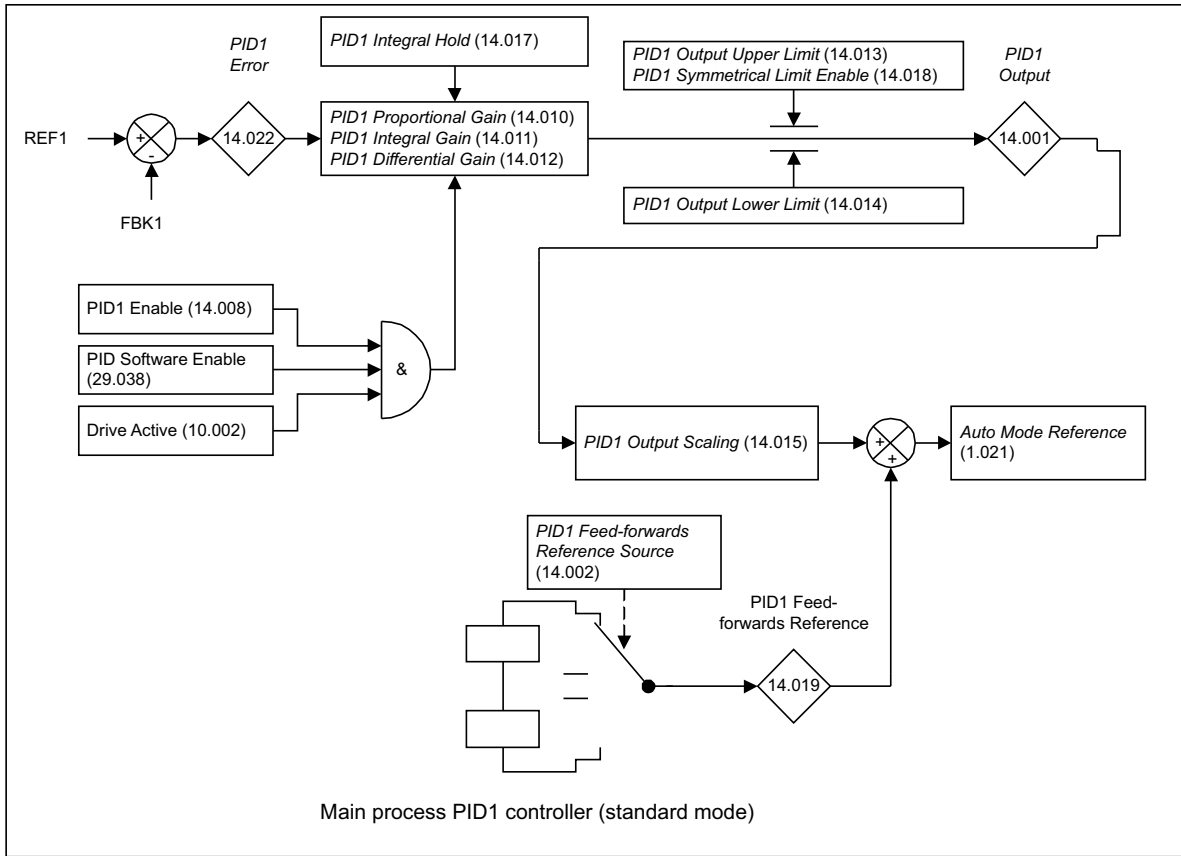 PID1
Error
PID1 Integral Hold (14.017)
PID1 Output Upper Limit (14.013)
PID1 Symmetrical Limit Enable (14.018)
PID1
Output
REF1
+
-
14.022
PID1 Proportional Gain (14.010)
PID1 Integral Gain (14.011)
PID1 Differential Gain (14.012)
14.001
FBK1
PID1 Output Lower Limit (14.014)
PID1 Enable (14.008)
PID Software Enable
(29.038)
Drive Active (10.002)
&
PID1 Output Scaling (14.015)
+
+
Auto Mode Reference
(1.021)
PID1 Feed-forwards
Reference Source
(14.002)
PID1 Feed-
forwards Reference
14.019
Main process PID1 controller (standard mode)